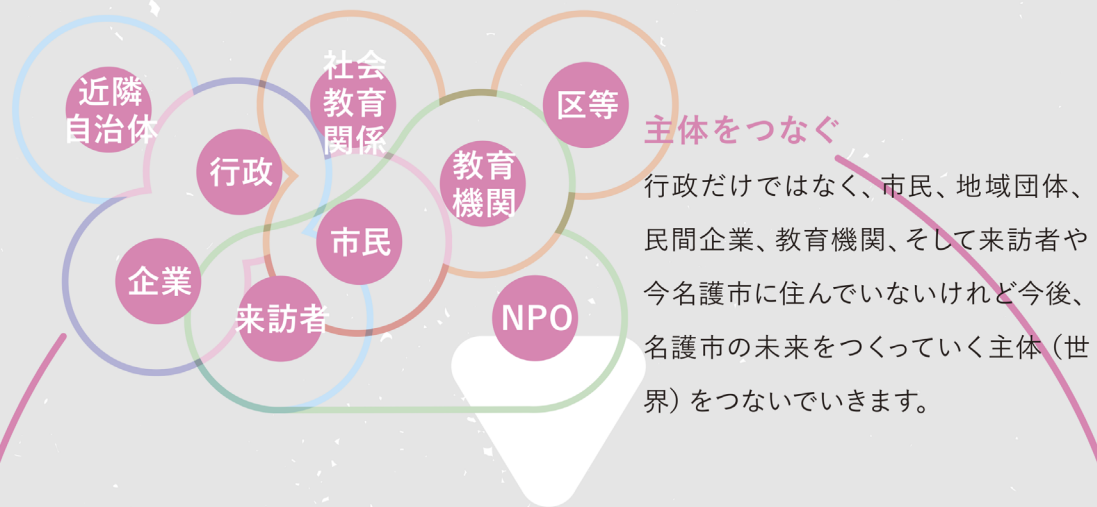 近隣
自治体
行政
社会
教育
関係
教育
機関
区等
市民
企業
来訪者
NPO
主体をつなぐ
行政だけではなく、市民、地域団体、
民間企業、教育機関、そして来訪者や
今名護市に住んでいないけれど今後、
名護市の未来をつくっていく主体（世
界）をつないでいきます。